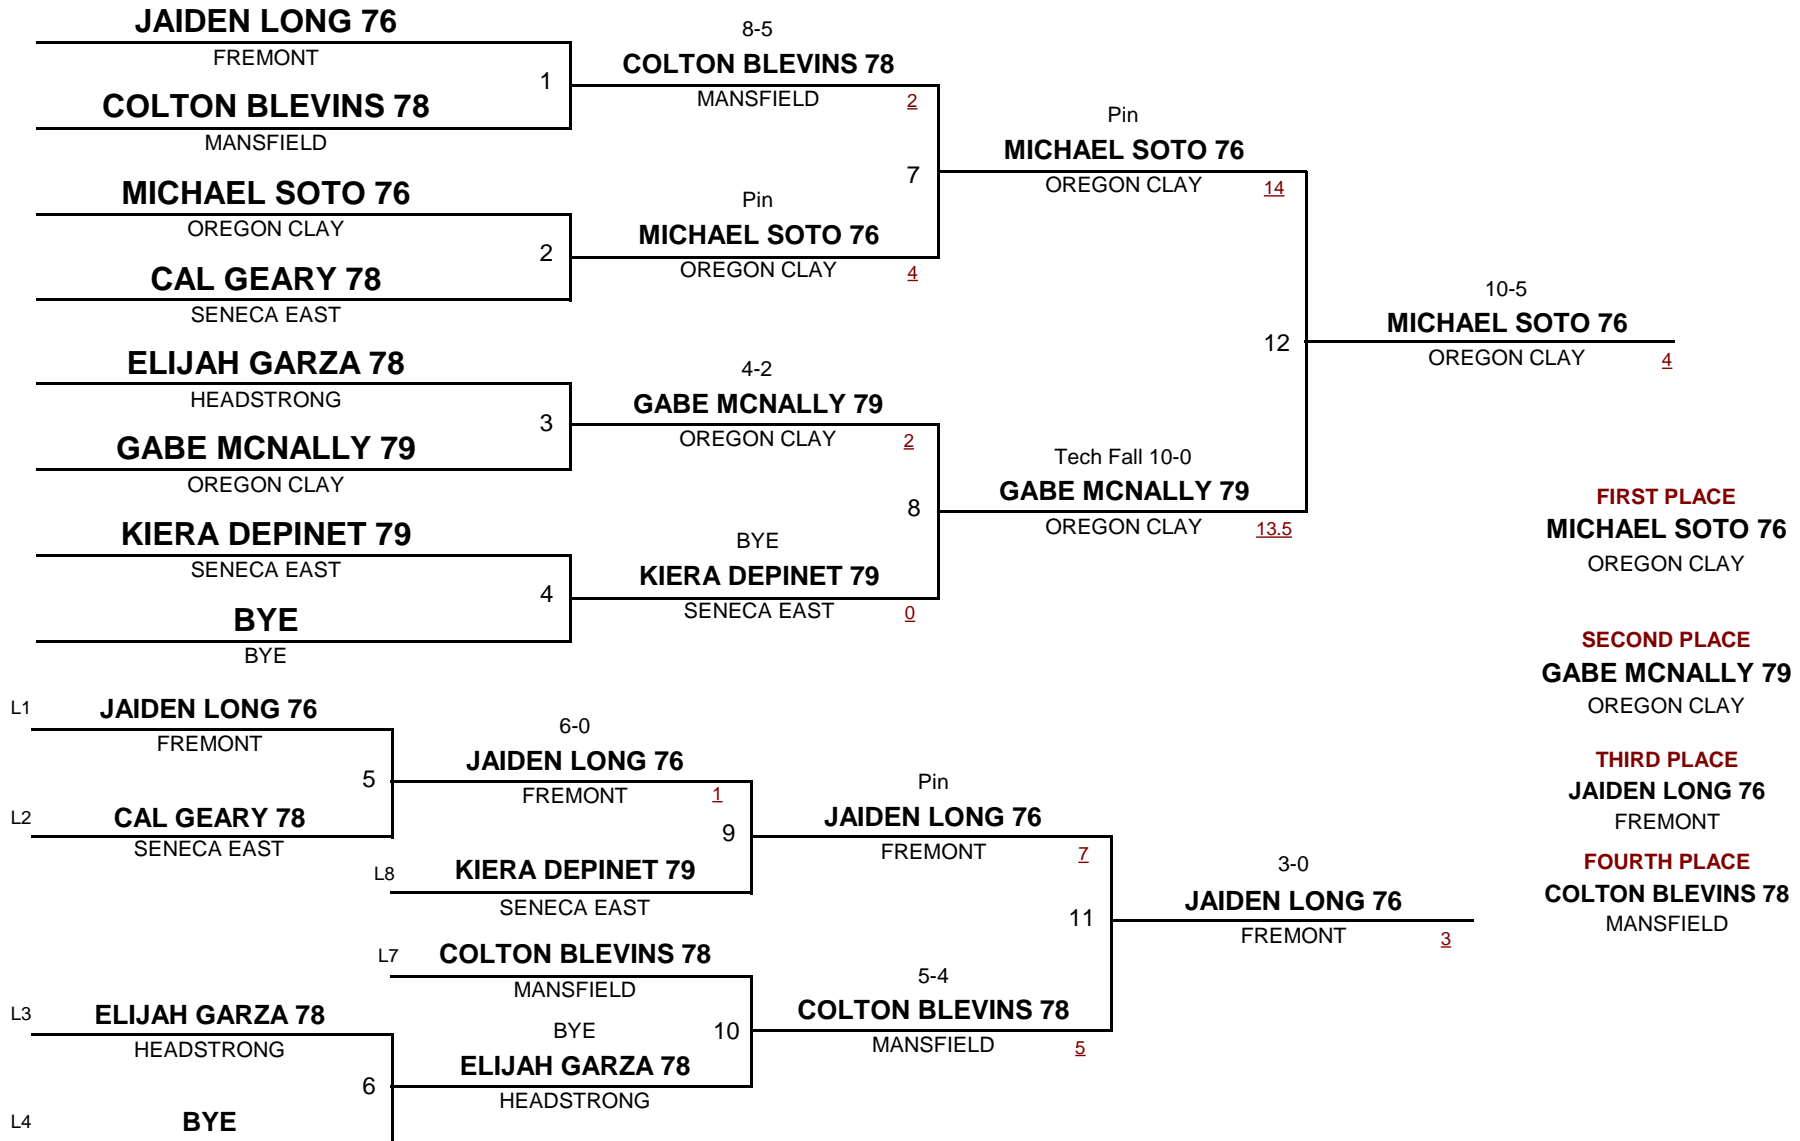 JAIDEN LONG 76
FREMONT
1
COLTON BLEVINS 78
MANSFIELD
8-5
COLTON BLEVINS 78
MANSFIELD 2
MICHAEL SOTO 76
OREGON CLAY
2
CAL GEARY 78
SENECA EAST
Pin
MICHAEL SOTO 76
OREGON CLAY 4
7
Pin
MICHAEL SOTO 76
OREGON CLAY 14
ELIJAH GARZA 78
HEADSTRONG
3
GABE MCNALLY 79
OREGON CLAY
4-2
GABE MCNALLY 79
OREGON CLAY 2
KIERA DEPINET 79
SENECA EAST
4
BYE
BYE
BYE
KIERA DEPINET 79
SENECA EAST 0
8
Tech Fall 10-0
GABE MCNALLY 79
OREGON CLAY 13.5
12
10-5
MICHAEL SOTO 76
OREGON CLAY 4
FIRST PLACE
MICHAEL SOTO 76
OREGON CLAY
SECOND PLACE
GABE MCNALLY 79
OREGON CLAY
THIRD PLACE
JAIDEN LONG 76
FREMONT
FOURTH PLACE
COLTON BLEVINS 78
MANSFIELD
L1 JAIDEN LONG 76
FREMONT
5
L2 CAL GEARY 78
SENECA EAST
6-0
JAIDEN LONG 76
FREMONT 1
9
L8 KIERA DEPINET 79
SENECA EAST
Pin
JAIDEN LONG 76
FREMONT 7
L7 COLTON BLEVINS 78
MANSFIELD
10
L3 ELIJAH GARZA 78
HEADSTRONG
6
L4 BYE
BYE
ELIJAH GARZA 78
HEADSTRONG
5-4
COLTON BLEVINS 78
MANSFIELD 5
11
3-0
JAIDEN LONG 76
FREMONT 3